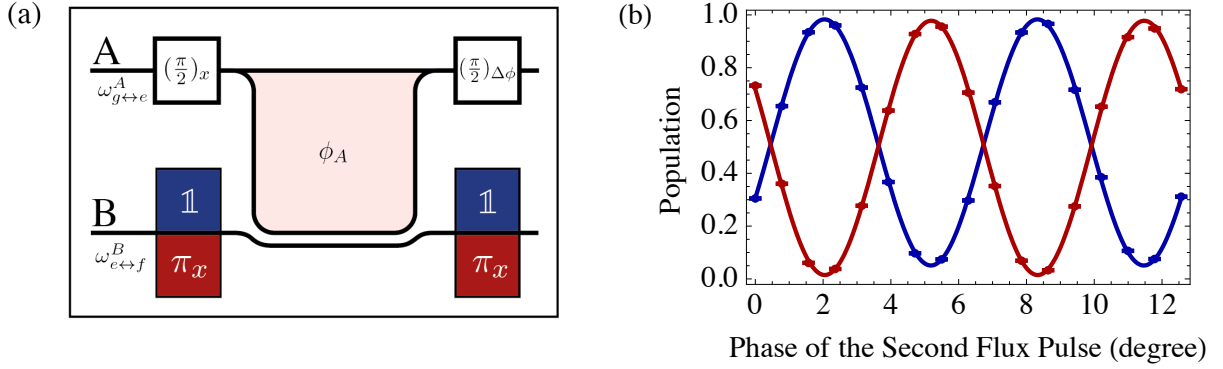 (a)
A
(π/2)x
(π/2)Δϕ
ω^A_{g↔e}
ϕ_A
𝟙
𝟙
B
ω^B_{e↔f}
π_x
π_x
(b)
Population
1.0
0.8
0.6
0.4
0.2
0.0
0 2 4 6 8 10 12
Phase of the Second Flux Pulse (degree)